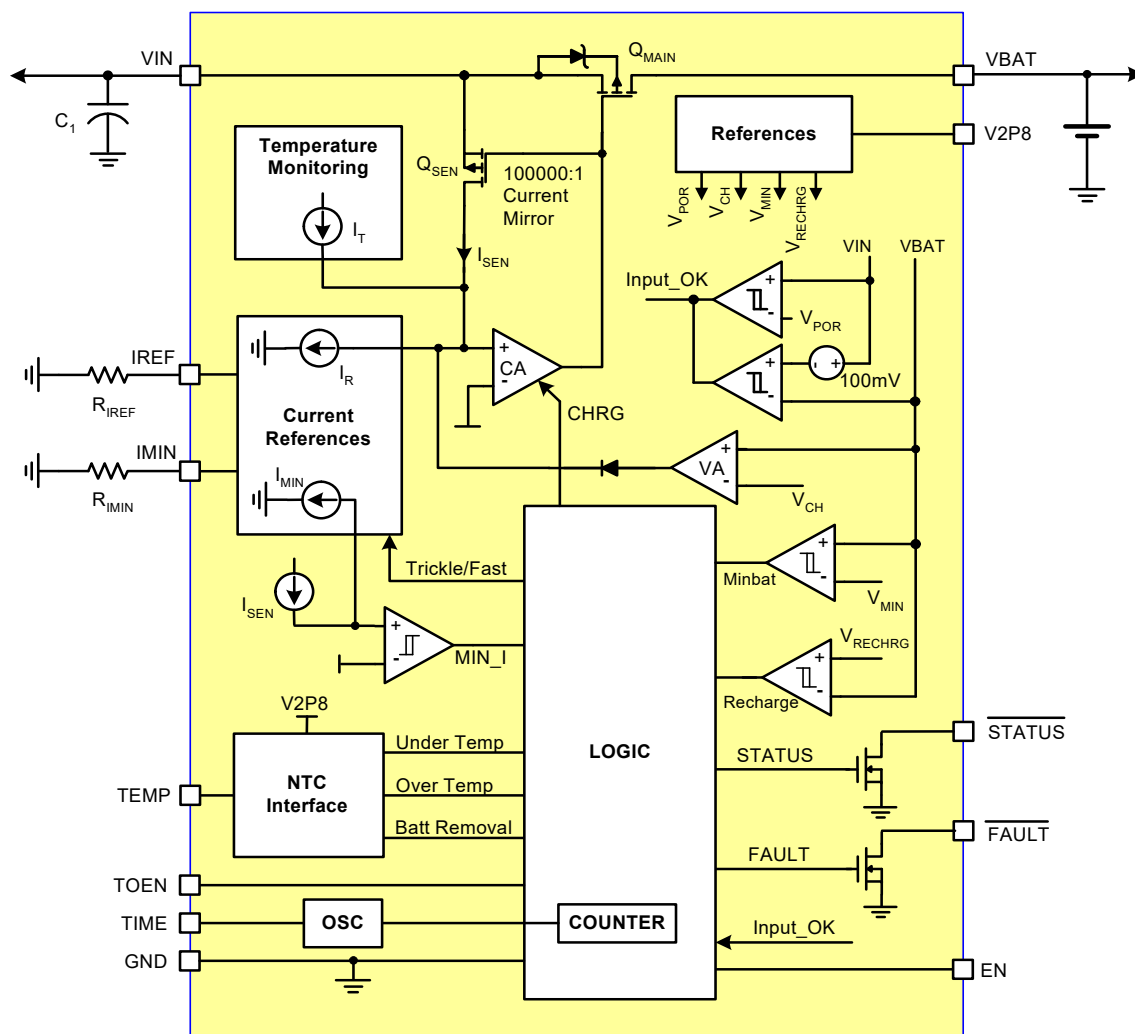 VIN
C1
QMAIN
VBAT
V2P8
Temperature
Monitoring
IT
QSEN
100000:1
Current
Mirror
ISEN
References
VPOR
VCH
VMIN
VRECHRG
VIN
VBAT
Input_OK
+
-
VPOR
+
-
- +
100mV
IREF
RIREF
IMIN
RIMIN
IR
Current
References
IMIN
+
CA
-
CHRG
+
VA
-
VCH
Trickle/Fast
ISEN
+
-
MIN_I
Minbat
+
-
VMIN
Recharge
VRECHRG
+
-
V2P8
NTC
Interface
TEMP
Under Temp
Over Temp
Batt Removal
LOGIC
STATUS
STATUS
FAULT
FAULT
TOEN
TIME
OSC
COUNTER
Input_OK
GND
EN